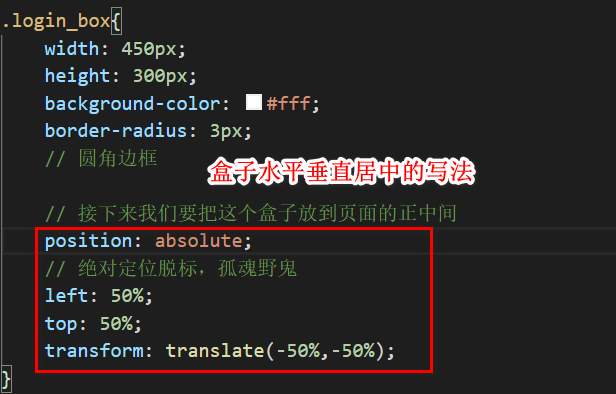 .login_box{
width: 450px;
height: 300px;
background-color: #fff;
border-radius: 3px;
// 圆角边框
盒子水平垂直居中的写法
// 接下来我们要把这个盒子放到页面的正中间
position: absolute;
// 绝对定位脱标，孤魂野鬼
left: 50%;
top: 50%;
transform: translate(-50%,-50%);
}